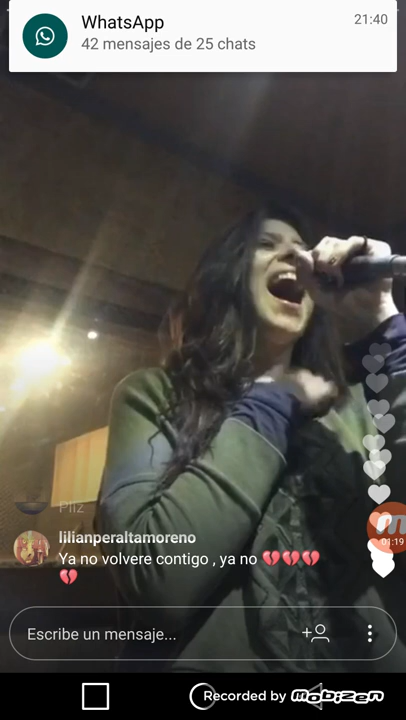 WhatsApp
21:40
42 mensajes de 25 chats
Pliz
lilianperaltamoreno
Ya no volvere contigo , ya no 💔💔💔
💔
01:19
Escribe un mensaje...
Recorded by Mobizen